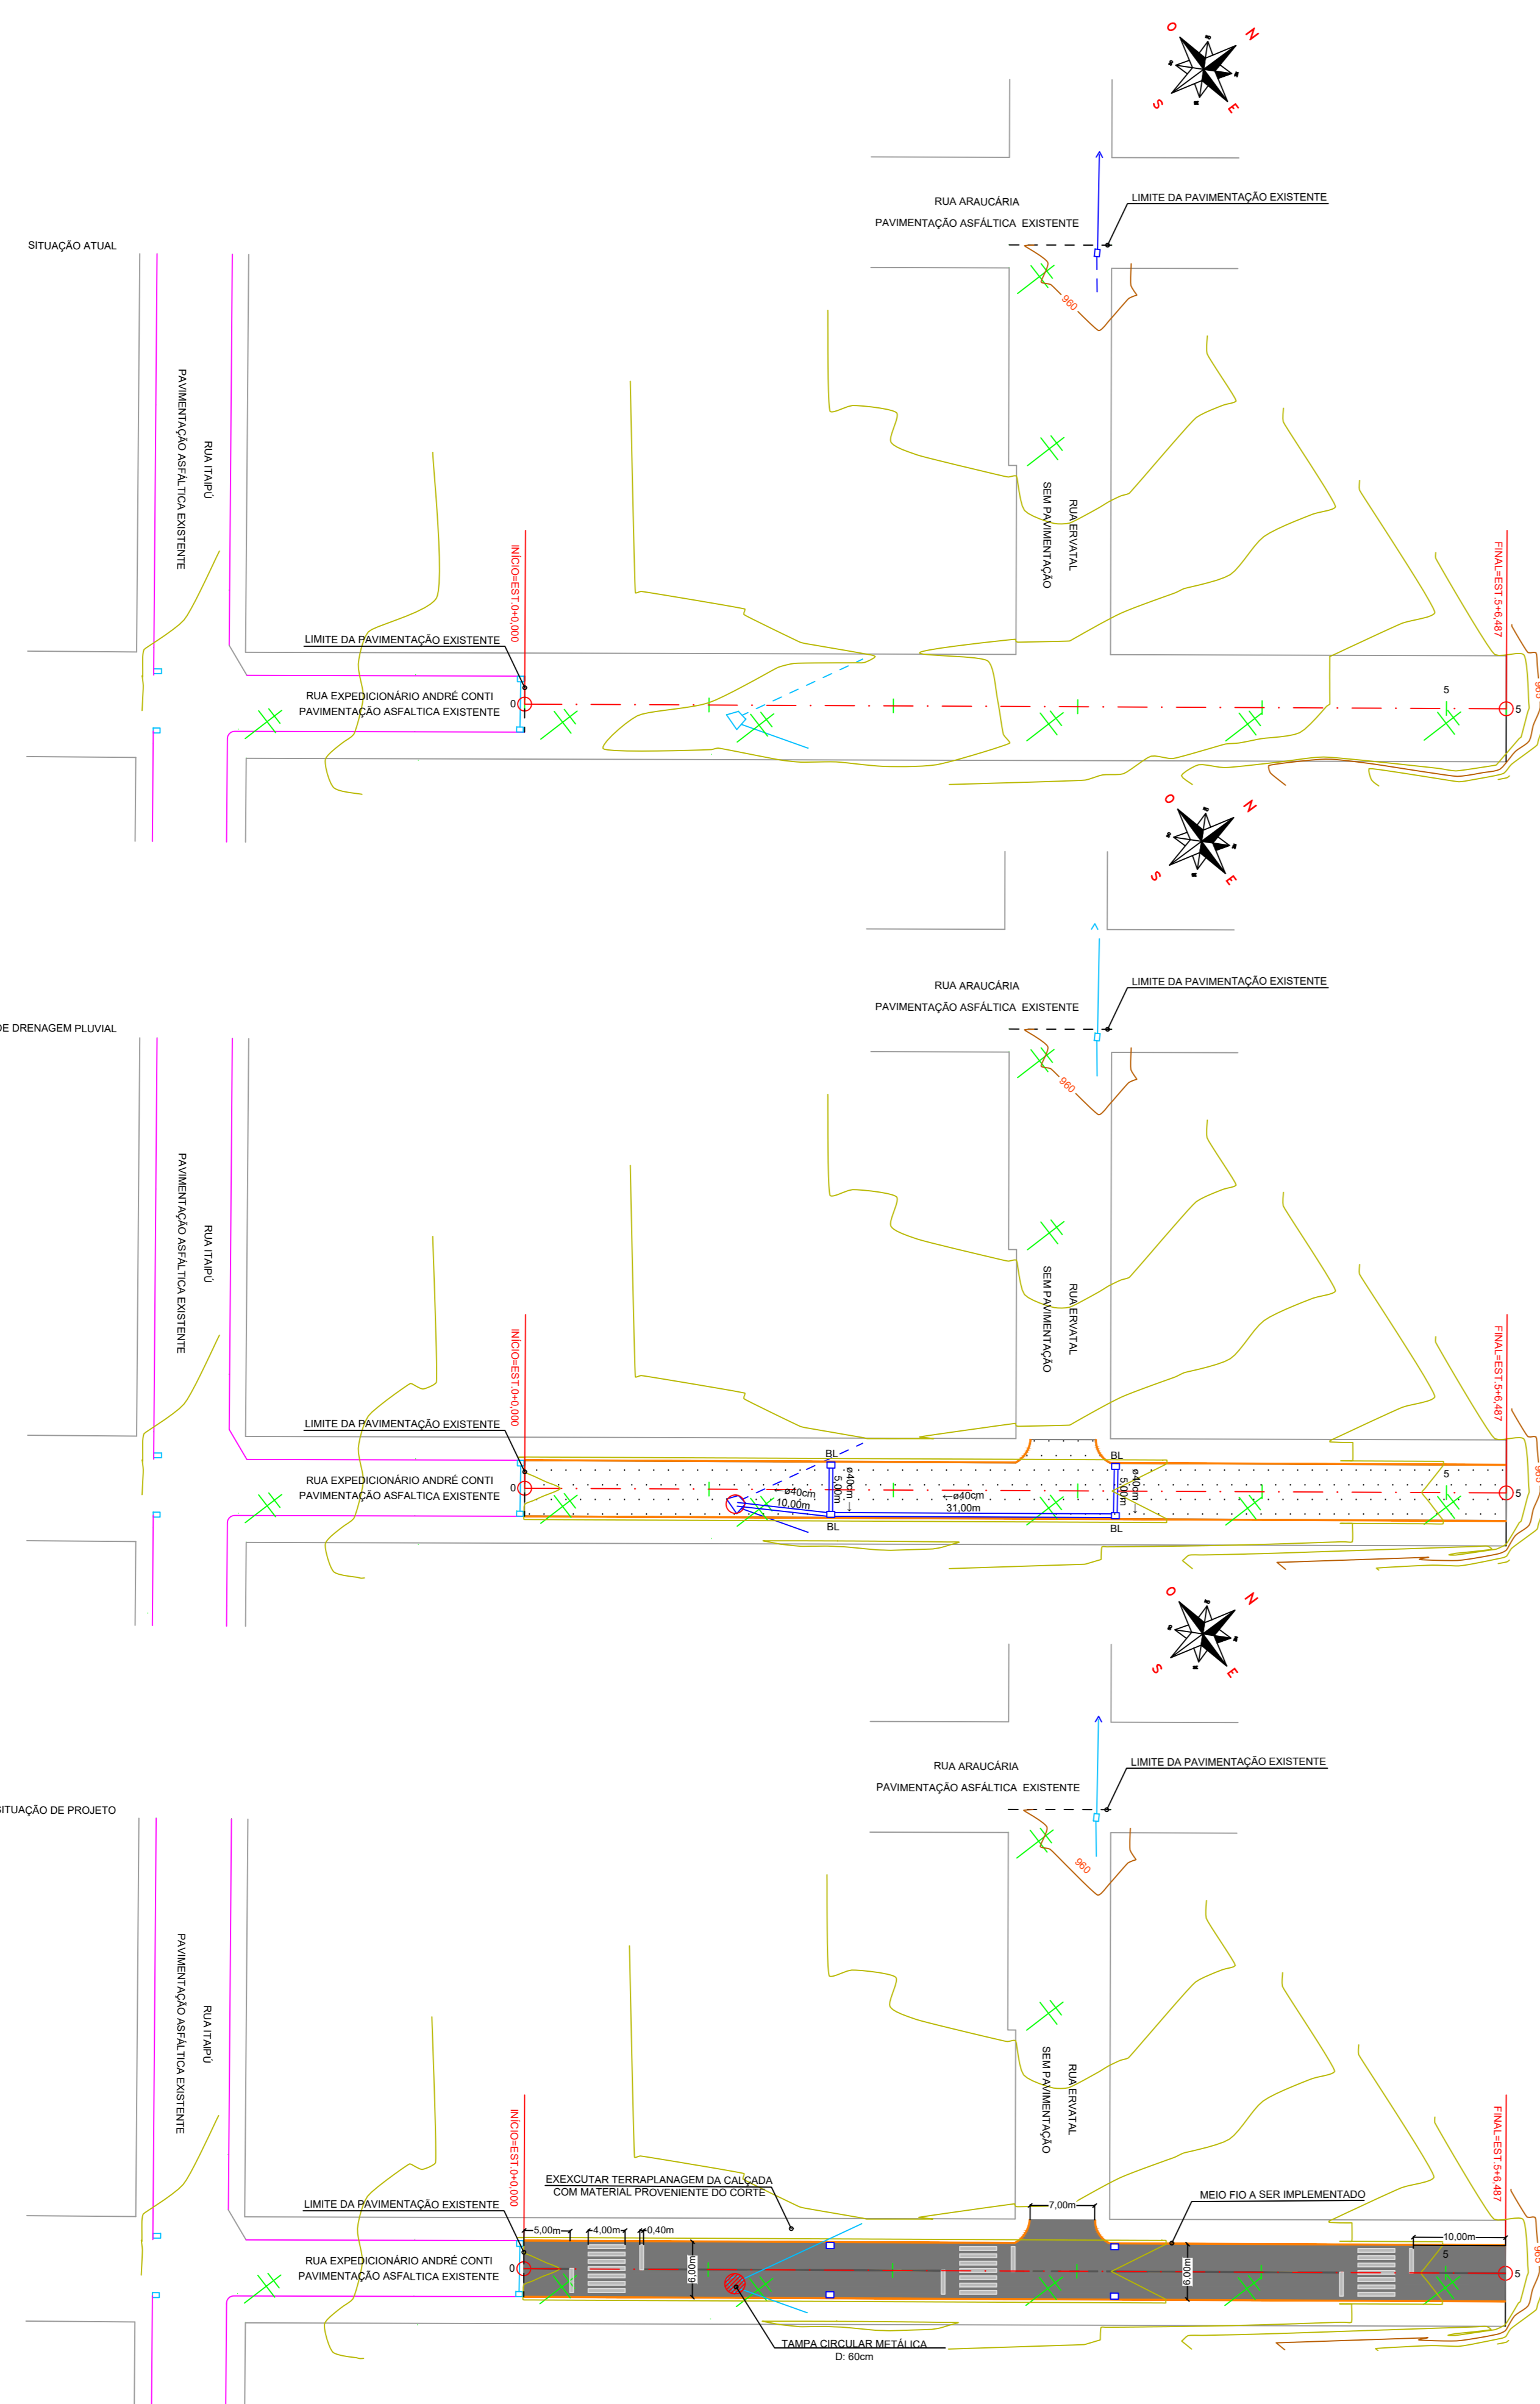 O
N
S
E
RUA ARAUCÁRIA
PAVIMENTAÇÃO ASFÁLTICA EXISTENTE
LIMITE DA PAVIMENTAÇÃO EXISTENTE
SITUAÇÃO ATUAL
960
PAVIMENTAÇÃO ASFÁLTICA EXISTENTE
RUA ITAIPÚ
SEM PAVIMENTAÇÃO
RUA ERVATAL
INÍCIO=EST.0+0,000
FINAL=EST.5+6,487
LIMITE DA PAVIMENTAÇÃO EXISTENTE
RUA EXPEDICIONÁRIO ANDRÉ CONTI
PAVIMENTAÇÃO ASFALTICA EXISTENTE
0
5
5
965
O
N
S
E
RUA ARAUCÁRIA
PAVIMENTAÇÃO ASFÁLTICA EXISTENTE
LIMITE DA PAVIMENTAÇÃO EXISTENTE
DE DRENAGEM PLUVIAL
960
PAVIMENTAÇÃO ASFÁLTICA EXISTENTE
RUA ITAIPÚ
SEM PAVIMENTAÇÃO
RUA ERVATAL
INÍCIO=EST.0+0,000
FINAL=EST.5+6,487
LIMITE DA PAVIMENTAÇÃO EXISTENTE
RUA EXPEDICIONÁRIO ANDRÉ CONTI
PAVIMENTAÇÃO ASFALTICA EXISTENTE
0
BL
BL
←ø40cm
10,00m
5,00m
ø40cm→
←ø40cm
31,00m
5,00m
ø40cm→
BL
BL
5
5
965
O
N
S
E
RUA ARAUCÁRIA
PAVIMENTAÇÃO ASFÁLTICA EXISTENTE
LIMITE DA PAVIMENTAÇÃO EXISTENTE
SITUAÇÃO DE PROJETO
960
PAVIMENTAÇÃO ASFÁLTICA EXISTENTE
RUA ITAIPÚ
SEM PAVIMENTAÇÃO
RUA ERVATAL
INÍCIO=EST.0+0,000
FINAL=EST.5+6,487
EXEXCUTAR TERRAPLANAGEM DA CALÇADA
COM MATERIAL PROVENIENTE DO CORTE
LIMITE DA PAVIMENTAÇÃO EXISTENTE
MEIO FIO A SER IMPLEMENTADO
7,00m
5,00m
4,00m
0,40m
10,00m
RUA EXPEDICIONÁRIO ANDRÉ CONTI
PAVIMENTAÇÃO ASFALTICA EXISTENTE
0
6,00m
6,00m
5
5
965
TAMPA CIRCULAR METÁLICA
D: 60cm